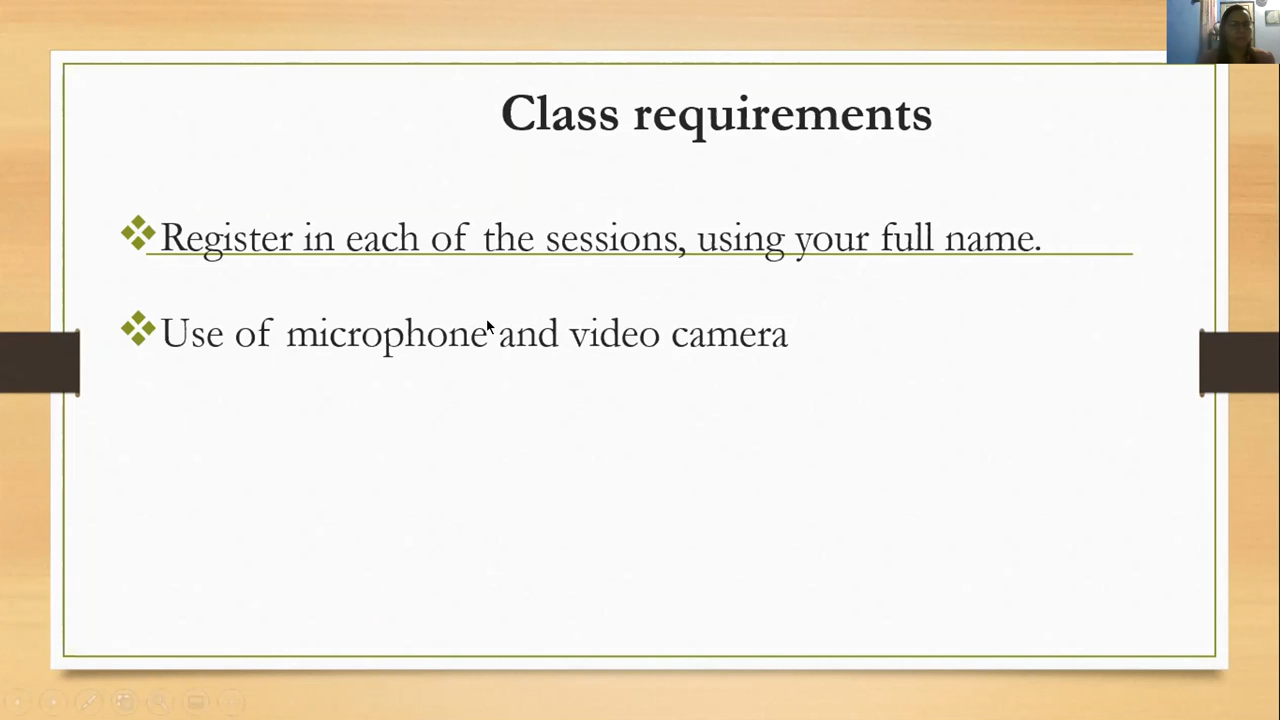 Class requirements
Register in each of the sessions, using your full name.
Use of microphone and video camera